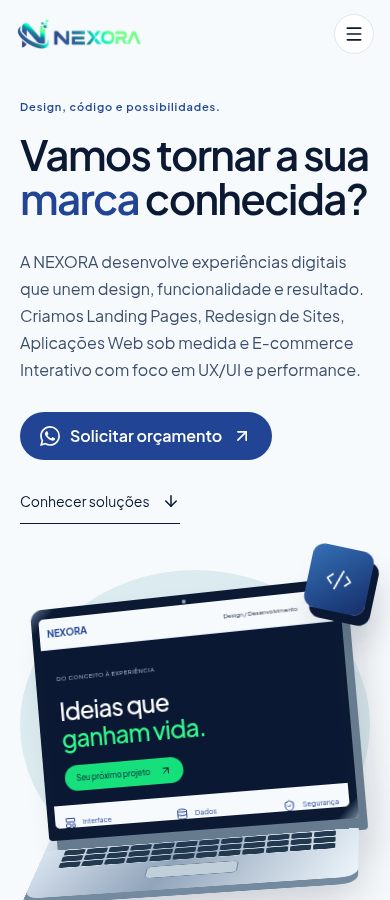 NEXORA
Design, código e possibilidades.
Vamos tornar a sua
marca conhecida?
A NEXORA desenvolve experiências digitais
que unem design, funcionalidade e resultado.
Criamos Landing Pages, Redesign de Sites,
Aplicações Web sob medida e E-commerce
Interativo com foco em UX/UI e performance.
Solicitar orçamento
Conhecer soluções
</>
NEXORA
Design / Desenvolvimento
DO CONCEITO À EXPERIÊNCIA
Ideias que
ganham vida.
Seu próximo projeto
Interface
Dados
Segurança